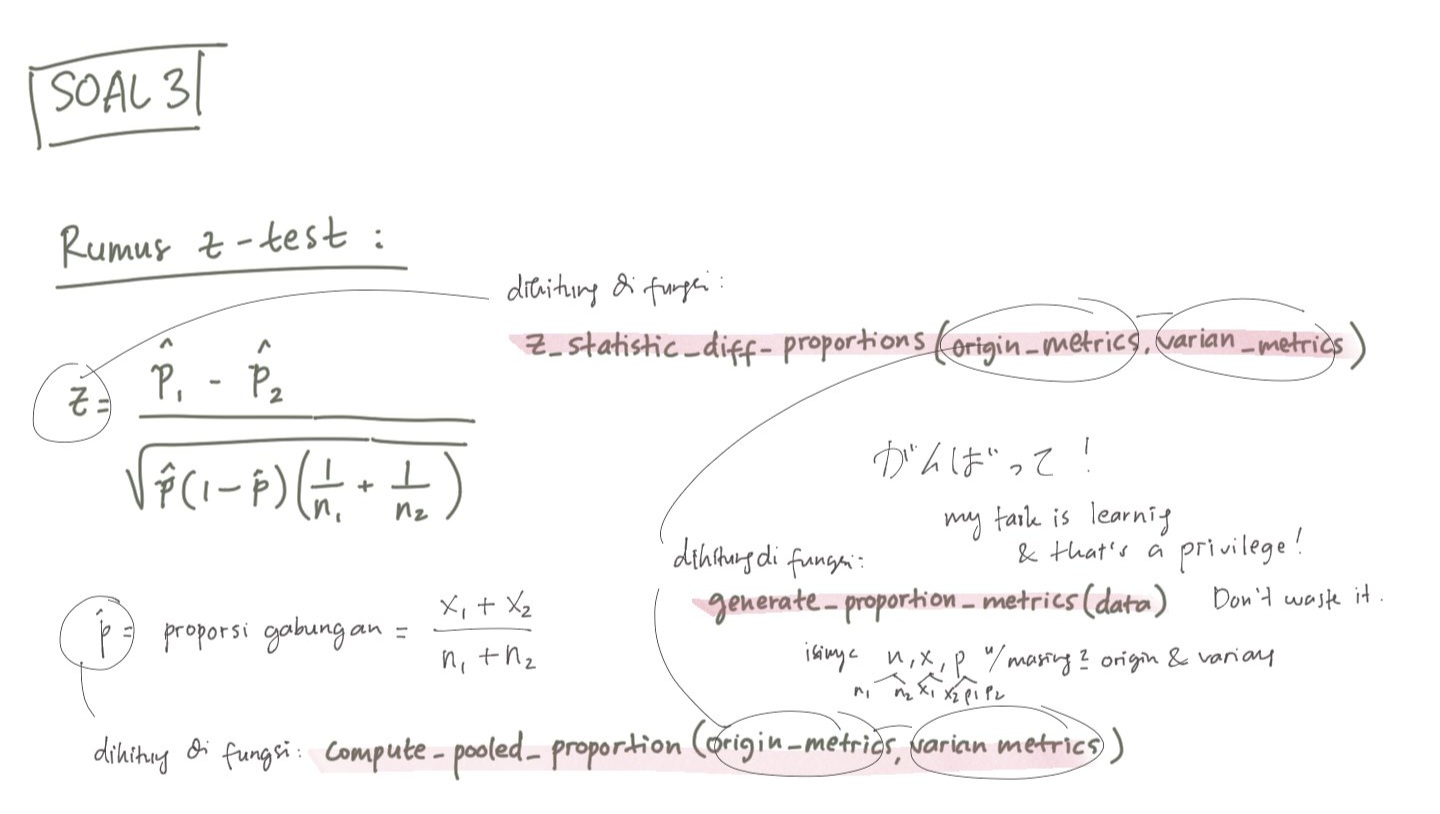 SOAL 3
Rumus z-test :
dihitung di fungsi :
z_statistic_diff_proportions (origin_metrics, varian_metrics)
z = (p̂₁ - p̂₂) / √(p̂(1-p̂)(1/n₁ + 1/n₂))
がんばって!
my task is learnig
& that's a privilege!
dihitung di fungsi :
generate_proportion_metrics (data) Don't waste it.
p̂ = proporsi gabungan = (x₁ + x₂) / (n₁ + n₂)
isinya n, x, p u/ masing² origin & varian
n₁ n₂ x₁ x₂ p₁ p₂
dihitung di fungsi: compute_pooled_proportion (origin_metrics, varian metrics)